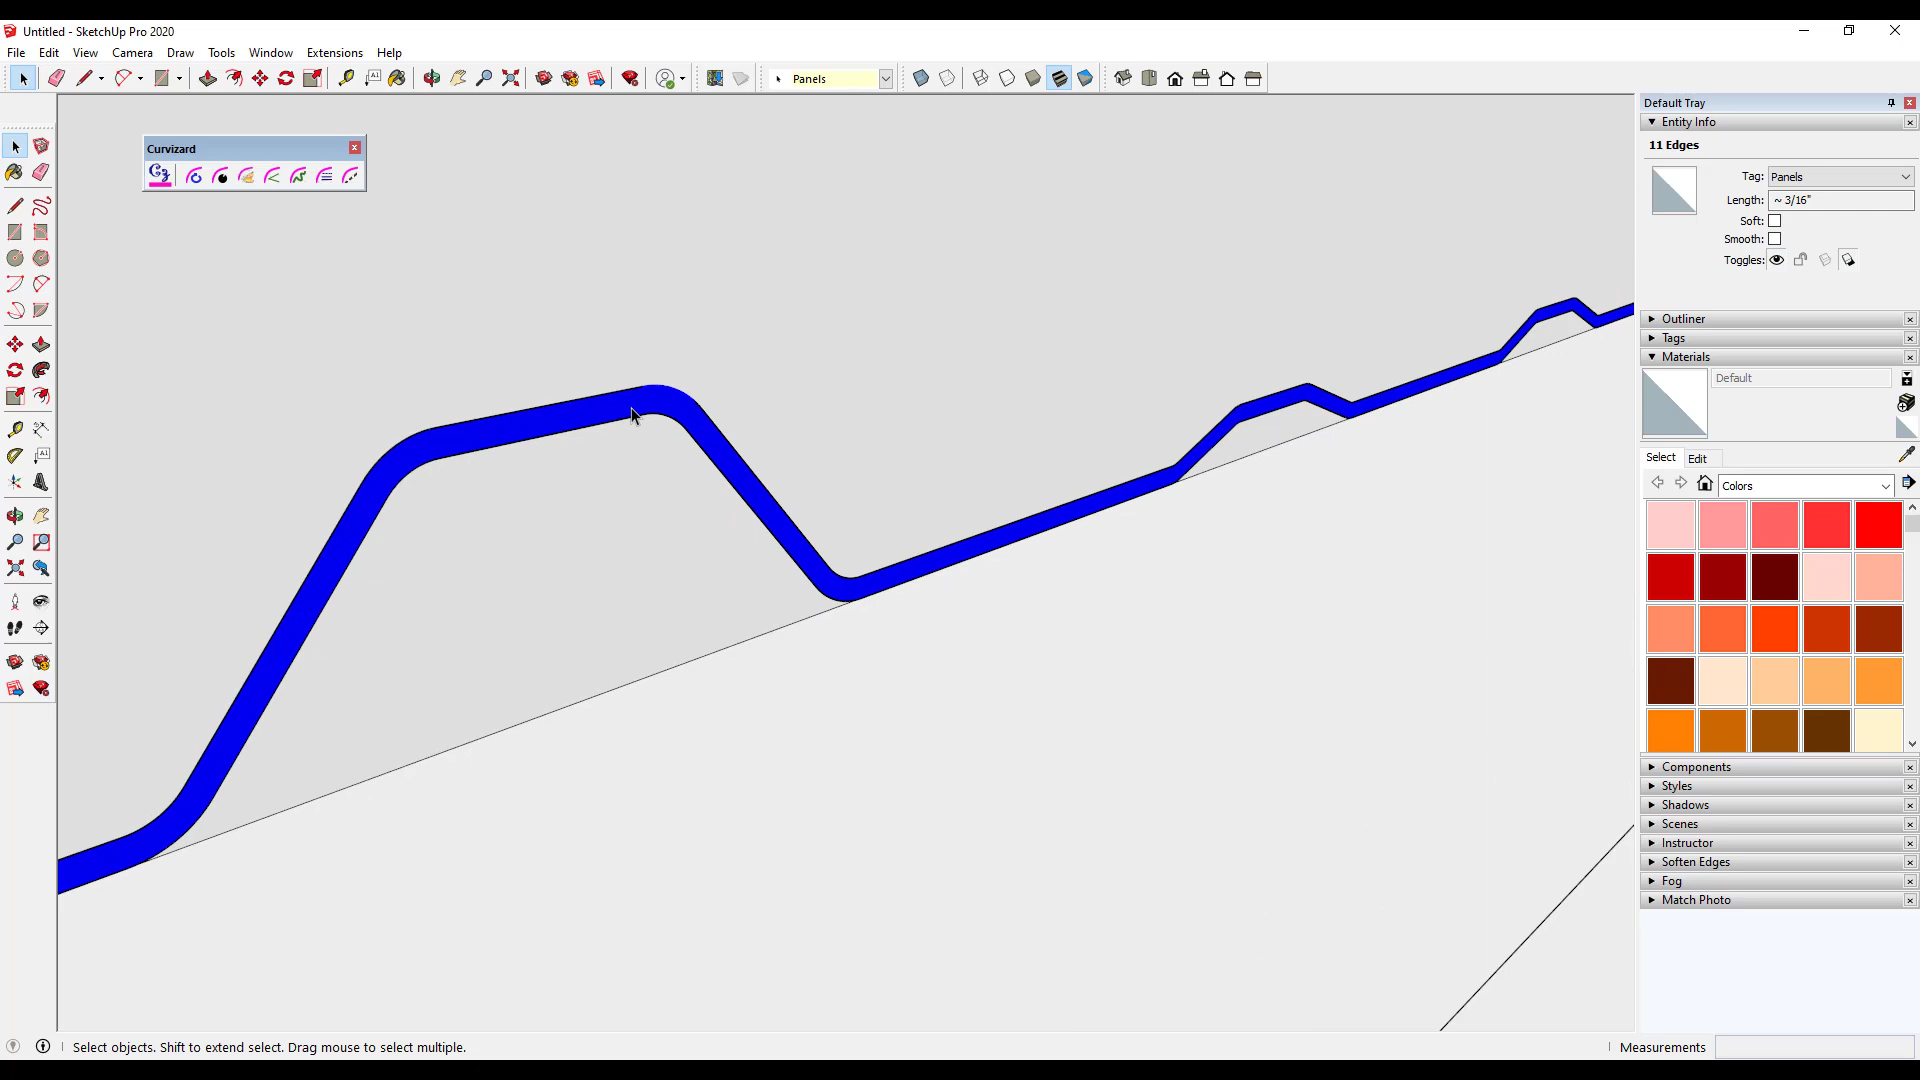 Untitled - SketchUp Pro 2020
File Edit View Camera Draw Tools Window Extensions Help
Panels
Default Tray
Entity Info
11 Edges
Tag: Panels
Length: ~ 3/16"
Soft:
Smooth:
Toggles:
Curvizard
Outliner
Tags
Materials
Default
Select Edit
Colors
Components
Styles
Shadows
Scenes
Instructor
Soften Edges
Fog
Match Photo
Select objects. Shift to extend select. Drag mouse to select multiple.
Measurements